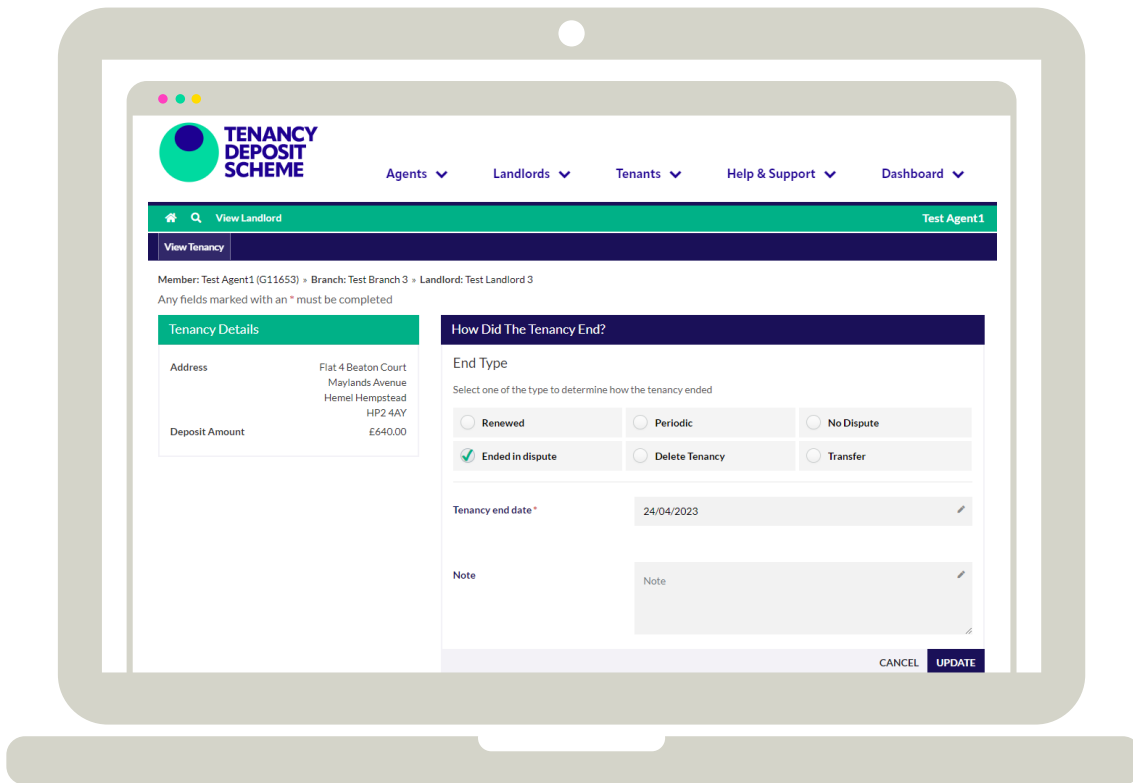 TENANCY
DEPOSIT
SCHEME
Agents Landlords Tenants Help & Support Dashboard
View Landlord Test Agent1
View Tenancy
Member: Test Agent1 (G11653) » Branch: Test Branch 3 » Landlord: Test Landlord 3
Any fields marked with an * must be completed
Tenancy Details
Address Flat 4 Beaton Court
Maylands Avenue
Hemel Hempstead
HP2 4AY
Deposit Amount £640.00
How Did The Tenancy End?
End Type
Select one of the type to determine how the tenancy ended
Renewed Periodic No Dispute
Ended in dispute Delete Tenancy Transfer
Tenancy end date * 24/04/2023
Note Note
CANCEL UPDATE